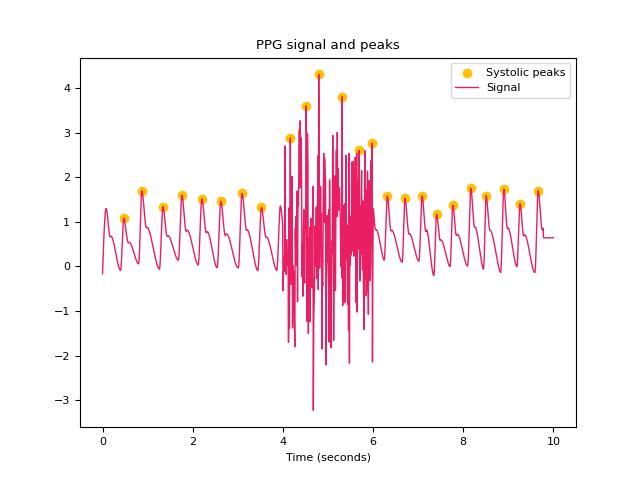 PPG signal and peaks
Systolic peaks
Signal
4
3
2
1
0
−1
−2
−3
0 2 4 6 8 10
Time (seconds)